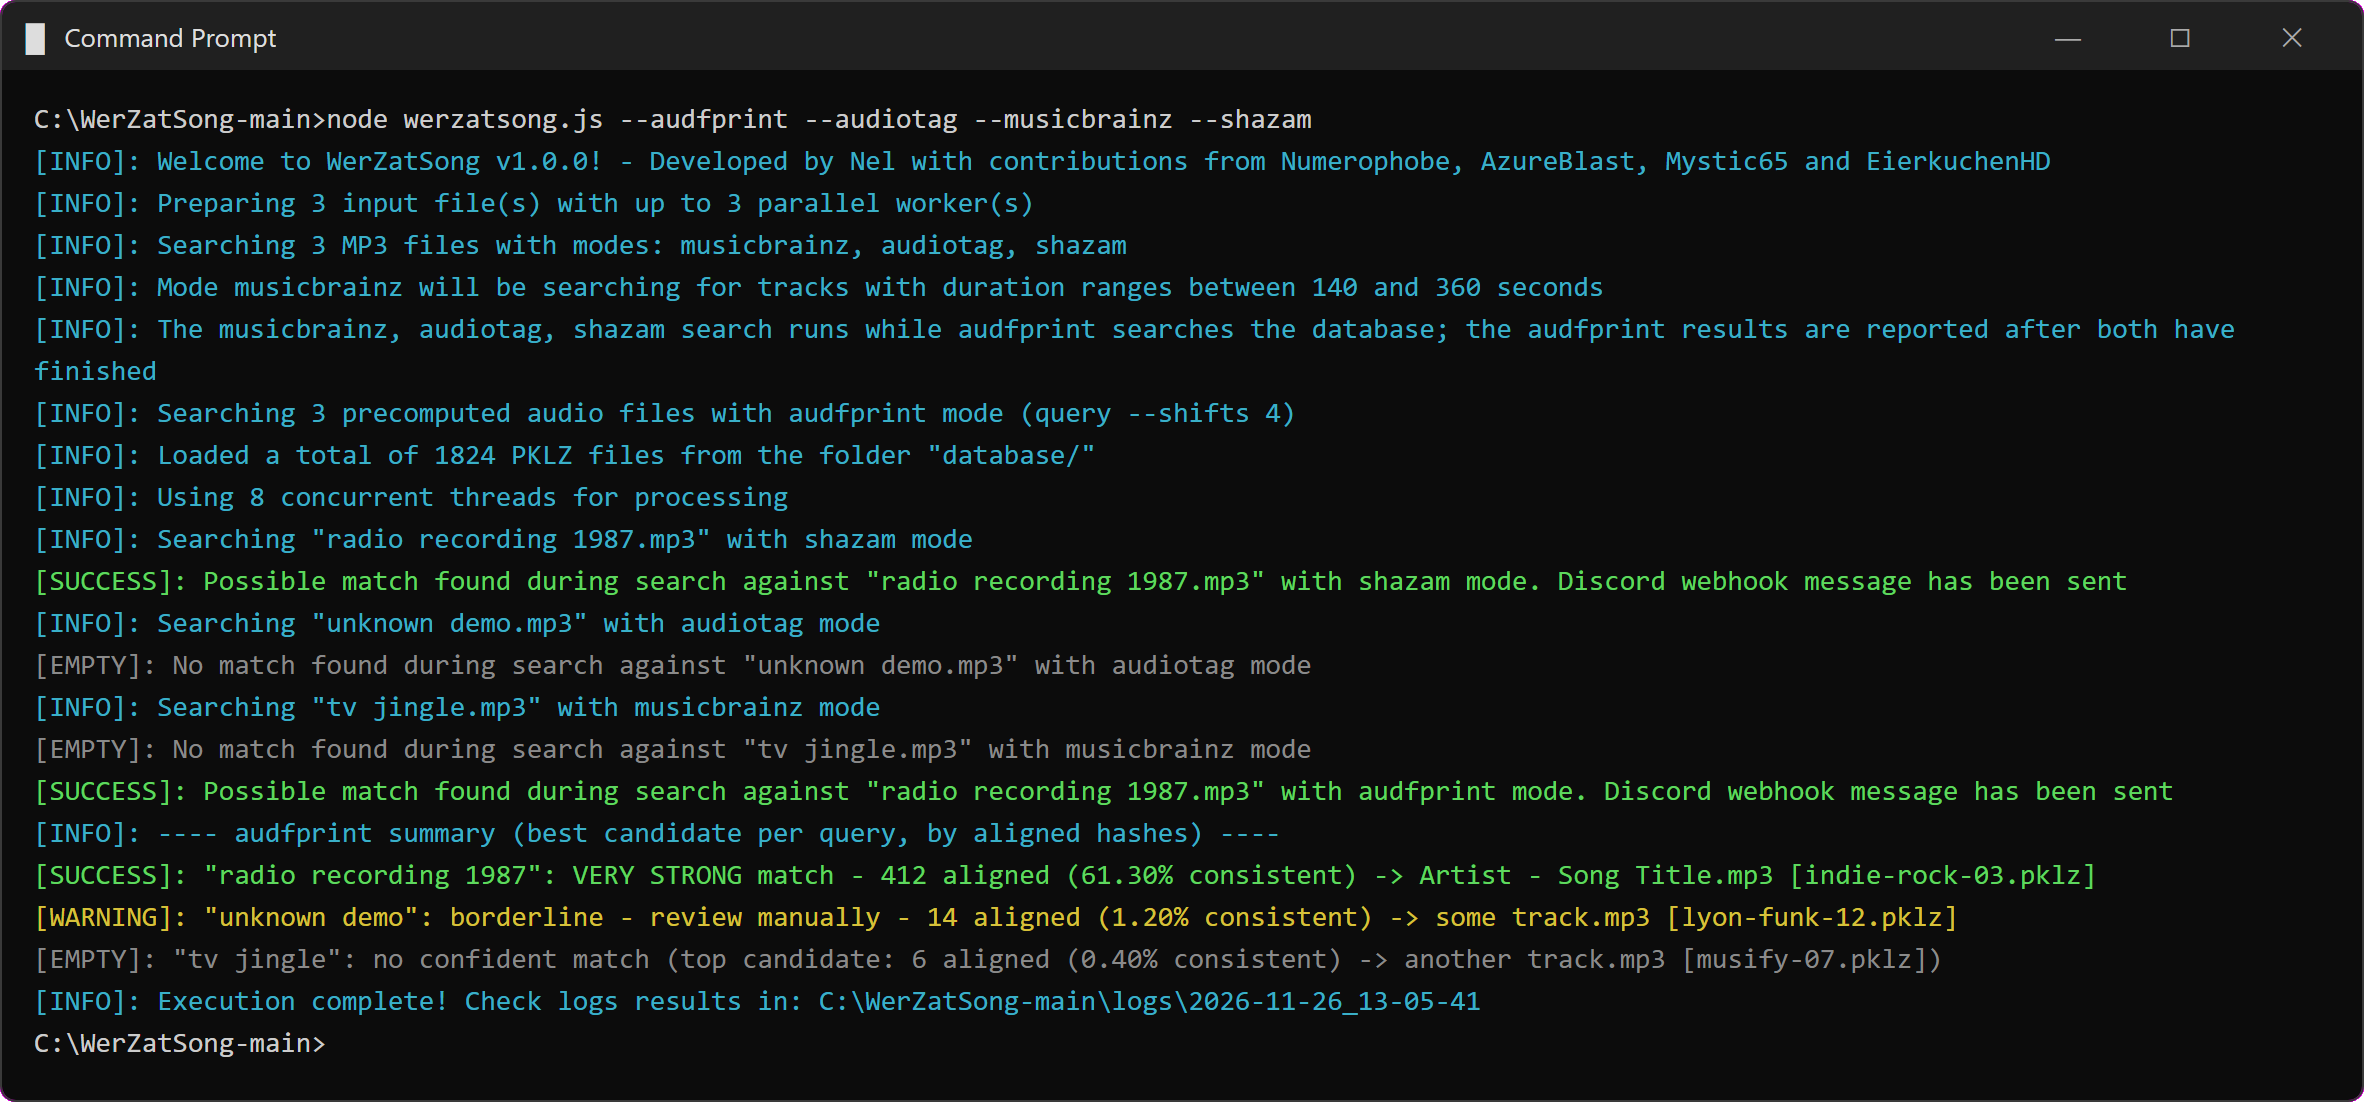 Command Prompt
C:\WerZatSong-main>node werzatsong.js --audfprint --audiotag --musicbrainz --shazam
[INFO]: Welcome to WerZatSong v1.0.0! - Developed by Nel with contributions from Numerophobe, AzureBlast, Mystic65 and EierkuchenHD
[INFO]: Preparing 3 input file(s) with up to 3 parallel worker(s)
[INFO]: Searching 3 MP3 files with modes: musicbrainz, audiotag, shazam
[INFO]: Mode musicbrainz will be searching for tracks with duration ranges between 140 and 360 seconds
[INFO]: The musicbrainz, audiotag, shazam search runs while audfprint searches the database; the audfprint results are reported after both have
finished
[INFO]: Searching 3 precomputed audio files with audfprint mode (query --shifts 4)
[INFO]: Loaded a total of 1824 PKLZ files from the folder "database/"
[INFO]: Using 8 concurrent threads for processing
[INFO]: Searching "radio recording 1987.mp3" with shazam mode
[SUCCESS]: Possible match found during search against "radio recording 1987.mp3" with shazam mode. Discord webhook message has been sent
[INFO]: Searching "unknown demo.mp3" with audiotag mode
[EMPTY]: No match found during search against "unknown demo.mp3" with audiotag mode
[INFO]: Searching "tv jingle.mp3" with musicbrainz mode
[EMPTY]: No match found during search against "tv jingle.mp3" with musicbrainz mode
[SUCCESS]: Possible match found during search against "radio recording 1987.mp3" with audfprint mode. Discord webhook message has been sent
[INFO]: ---- audfprint summary (best candidate per query, by aligned hashes) ----
[SUCCESS]: "radio recording 1987": VERY STRONG match - 412 aligned (61.30% consistent) -> Artist - Song Title.mp3 [indie-rock-03.pklz]
[WARNING]: "unknown demo": borderline - review manually - 14 aligned (1.20% consistent) -> some track.mp3 [lyon-funk-12.pklz]
[EMPTY]: "tv jingle": no confident match (top candidate: 6 aligned (0.40% consistent) -> another track.mp3 [musify-07.pklz])
[INFO]: Execution complete! Check logs results in: C:\WerZatSong-main\logs\2026-11-26_13-05-41
C:\WerZatSong-main>